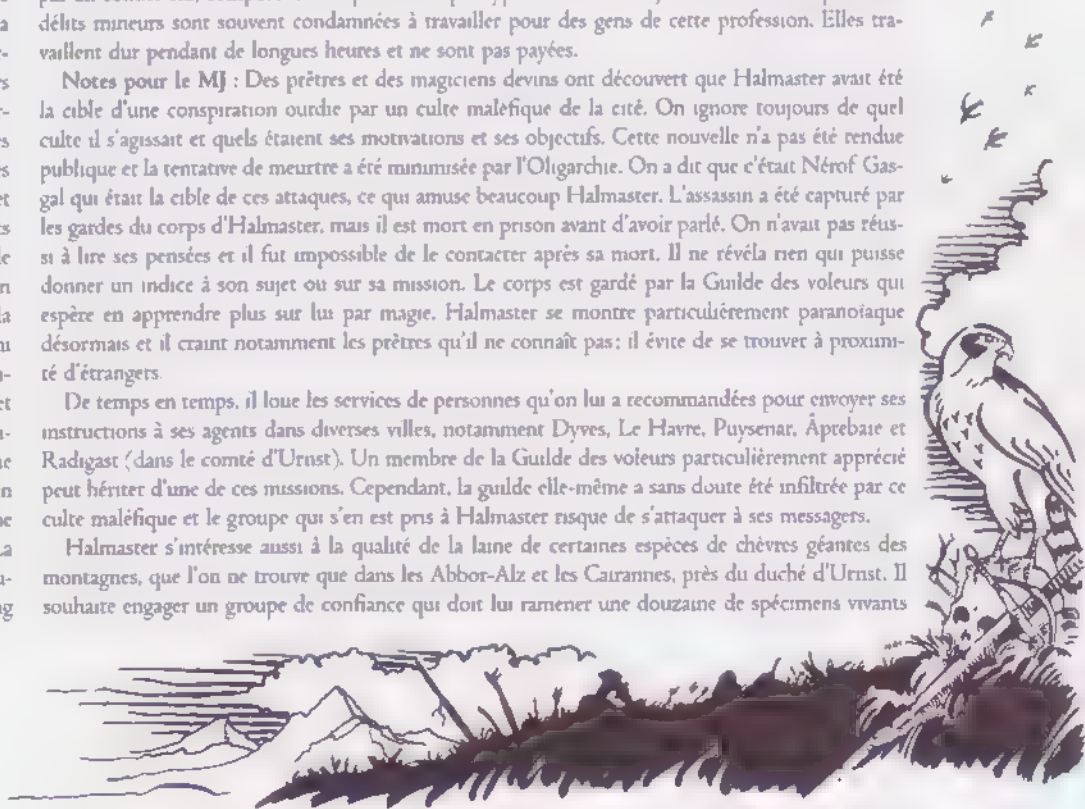 délits mineurs sont souvent condamnées à travailler pour des gens de cette profession. Elles tra-
vaillent dur pendant de longues heures et ne sont pas payées.
Notes pour le MJ : Des prêtres et des magiciens devins ont découvert que Halmaster avait été
la cible d'une conspiration ourdie par un culte maléfique de la cité. On ignore toujours de quel
culte il s'agissait et quels étaient ses motivations et ses objectifs. Cette nouvelle n'a pas été rendue
publique et la tentative de meurtre a été minimisée par l'Oligarchie. On a dit que c'était Nérof Gas-
gal qui était la cible de ces attaques, ce qui amuse beaucoup Halmaster. L'assassin a été capturé par
les gardes du corps d'Halmaster, mais il est mort en prison avant d'avoir parlé. On n'avait pas réus-
si à lire ses pensées et il fut impossible de le contacter après sa mort. Il ne révéla rien qui puisse
donner un indice à son sujet ou sur sa mission. Le corps est gardé par la Guilde des voleurs qui
espère en apprendre plus sur lui par magie. Halmaster se montre particulièrement paranoïaque
désormais et il craint notamment les prêtres qu'il ne connaît pas; il évite de se trouver à proximi-
té d'étrangers.
De temps en temps, il loue les services de personnes qu'on lui a recommandées pour envoyer ses
instructions à ses agents dans diverses villes, notamment Dyves, Le Havre, Puysenar, Âprebaie et
Radigast (dans le comté d'Urnst). Un membre de la Guilde des voleurs particulièrement apprécié
peut hériter d'une de ces missions. Cependant, la guilde elle-même a sans doute été infiltrée par ce
culte maléfique et le groupe qui s'en est pris à Halmaster risque de s'attaquer à ses messagers.
Halmaster s'intéresse aussi à la qualité de la laine de certaines espèces de chèvres géantes des
montagnes, que l'on ne trouve que dans les Abbor-Alz et les Cairannes, près du duché d'Urnst. Il
souhaite engager un groupe de confiance qui doit lui ramener une douzaine de spécimens vivants